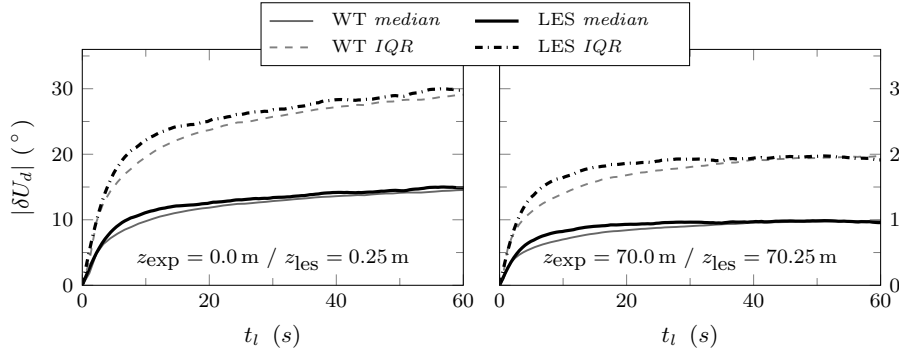 WT median LES median
WT IQR LES IQR
30
20
10
0
|δU_d| (°)
z_exp = 0.0 m / z_les = 0.25 m
0 20 40 60
t_l (s)
3
2
1
0
z_exp = 70.0 m / z_les = 70.25 m
0 20 40 60
t_l (s)